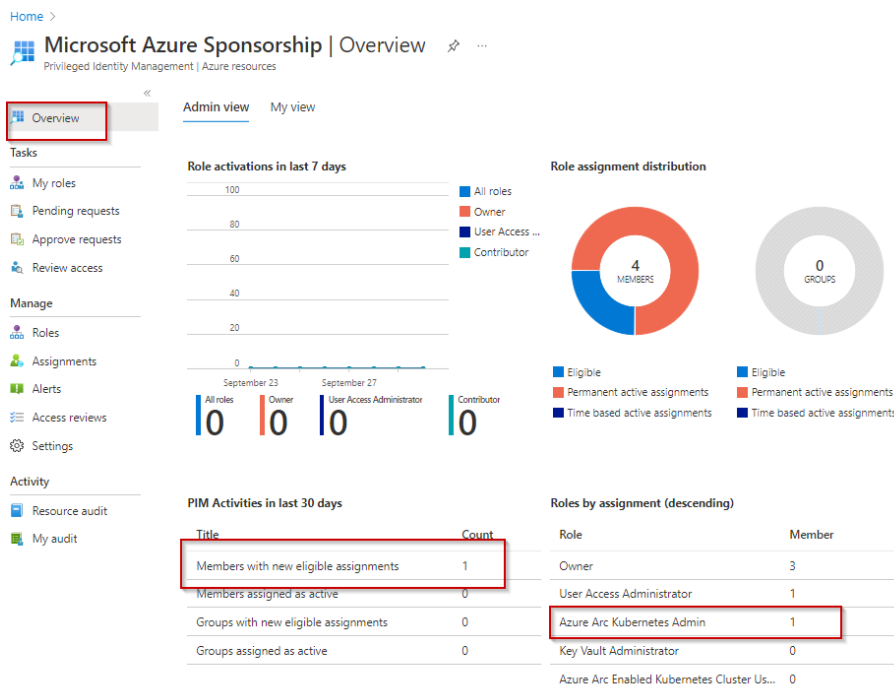 Home >
Microsoft Azure Sponsorship | Overview ...
Privileged Identity Management | Azure resources
«
Overview
Tasks
My roles
Pending requests
Approve requests
Review access
Manage
Roles
Assignments
Alerts
Access reviews
Settings
Activity
Resource audit
My audit
Admin view My view
Role activations in last 7 days
100
80
60
40
20
0
September 23 September 27
All roles
Owner
User Access ...
Contributor
All roles Owner User Access Administrator Contributor
0 0 0 0
Role assignment distribution
4
MEMBERS
Eligible
Permanent active assignments
Time based active assignments
0
GROUPS
Eligible
Permanent active assignments
Time based active assignments
PIM Activities in last 30 days
Title Count
Members with new eligible assignments 1
Members assigned as active 0
Groups with new eligible assignments 0
Groups assigned as active 0
Roles by assignment (descending)
Role Member
Owner 3
User Access Administrator 1
Azure Arc Kubernetes Admin 1
Key Vault Administrator 0
Azure Arc Enabled Kubernetes Cluster Us... 0